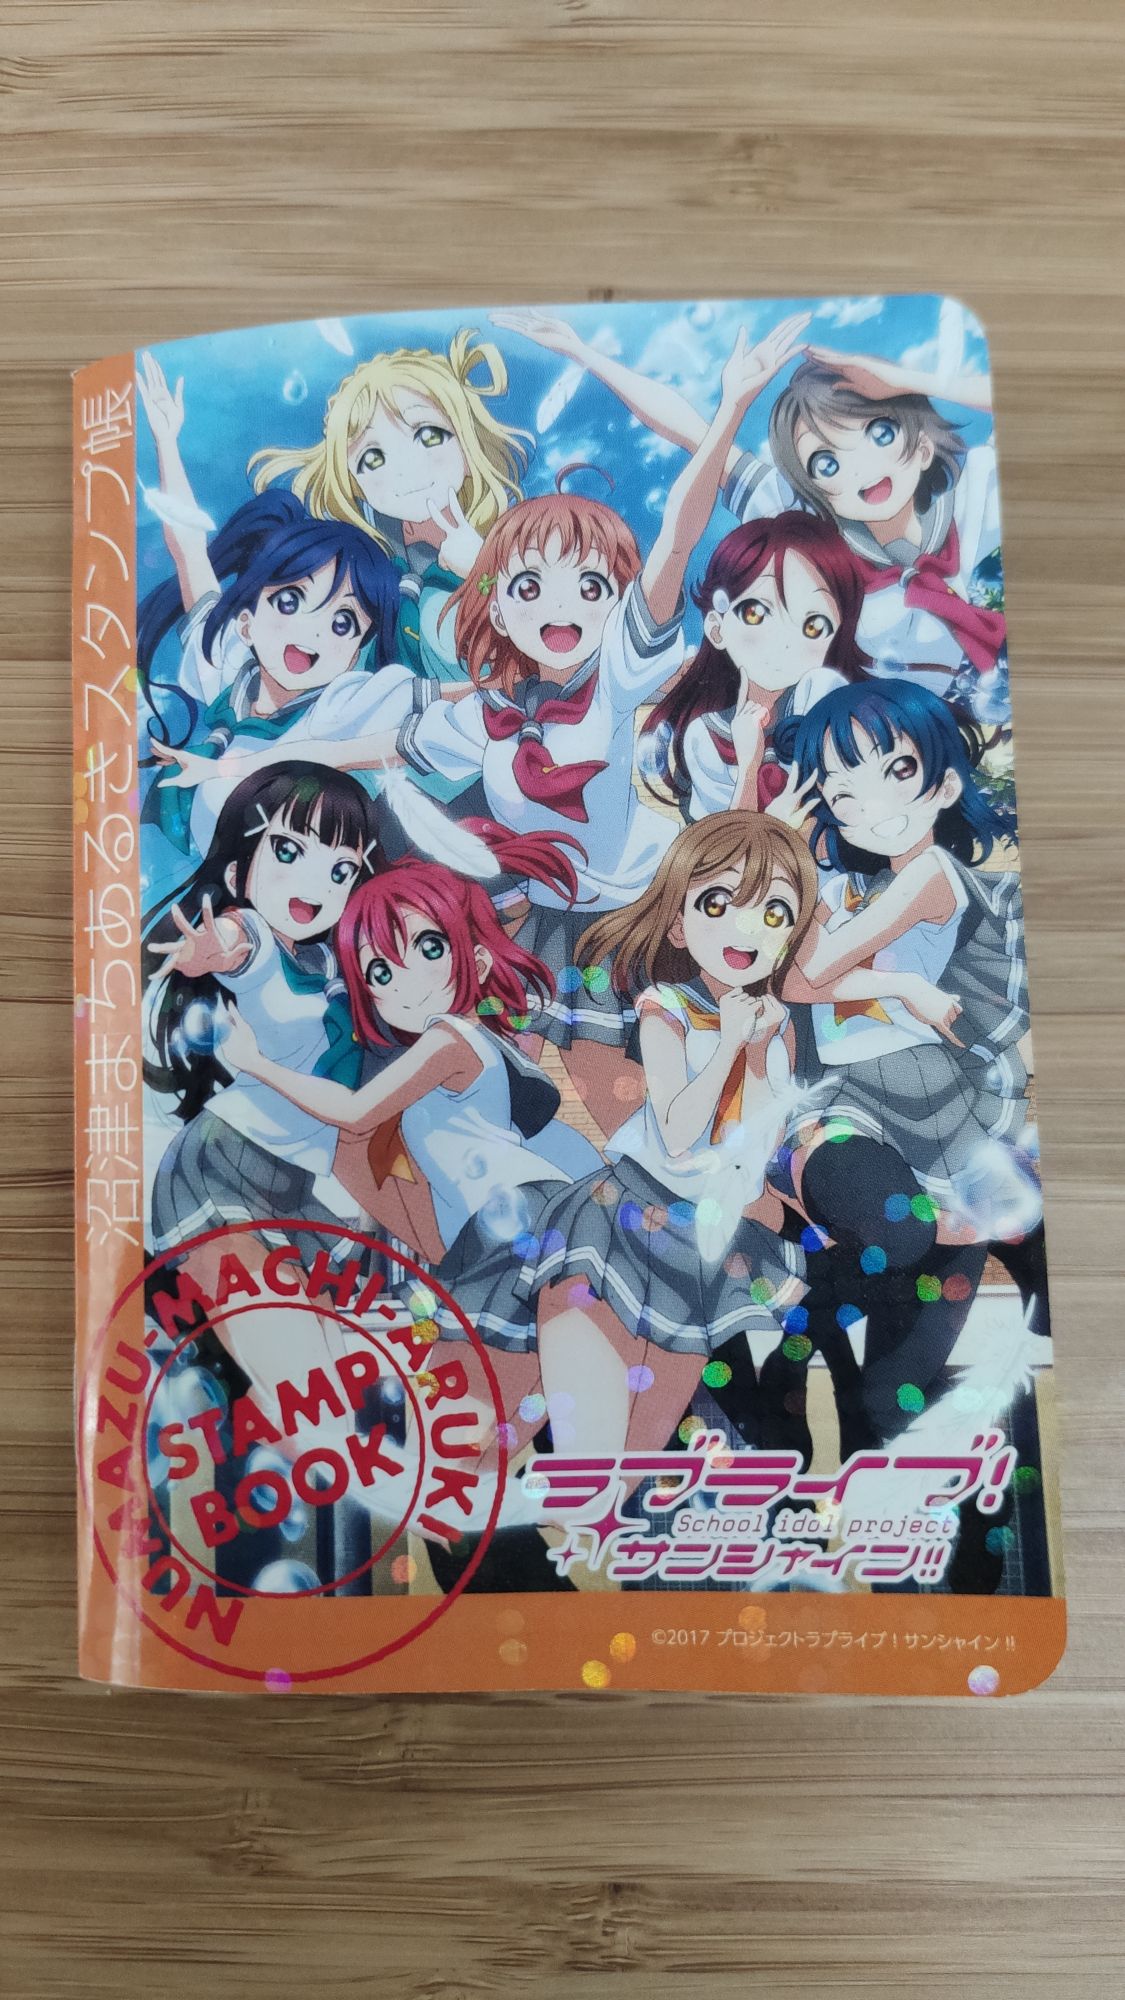 沼津まちあるきスタンプ帳
NUMAZU-MACHI-ARUKI
STAMP
BOOK
ラブライブ!
School idol project
サンシャイン!!
©2017 プロジェクトラブライブ！サンシャイン!!